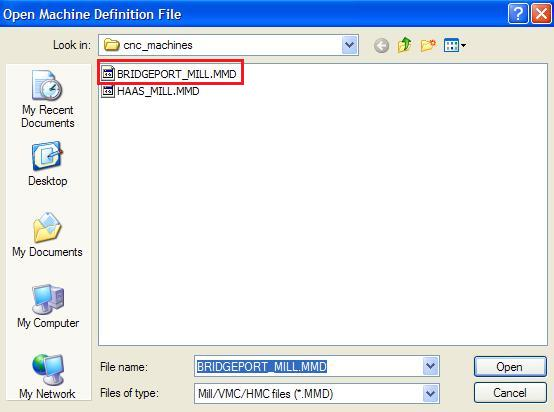 Open Machine Definition File
Look in: cnc_machines
BRIDGEPORT_MILL.MMD
HAAS_MILL.MMD
My Recent
Documents
Desktop
My Documents
My Computer
My Network
File name: BRIDGEPORT_MILL.MMD Open
Files of type: Mill/VMC/HMC files (*.MMD) Cancel